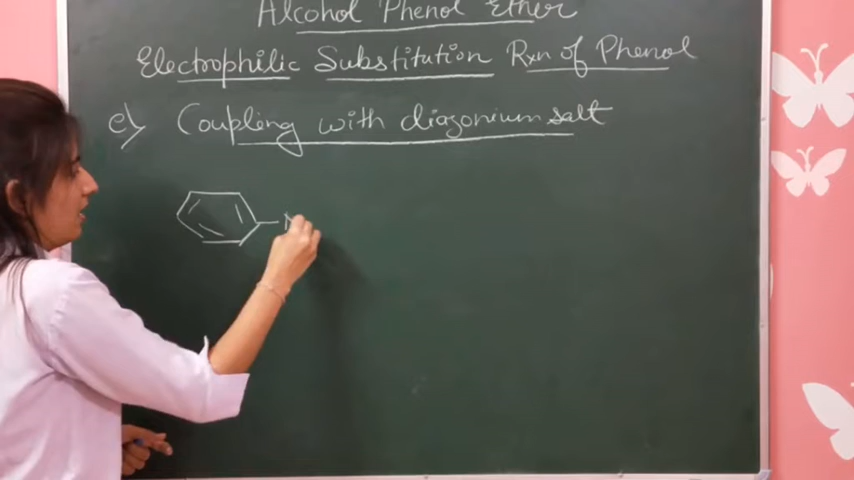 Alcohol Phenol Ether
Electrophilic Substitution Rxn of Phenol
e) Coupling with diazonium salt
N